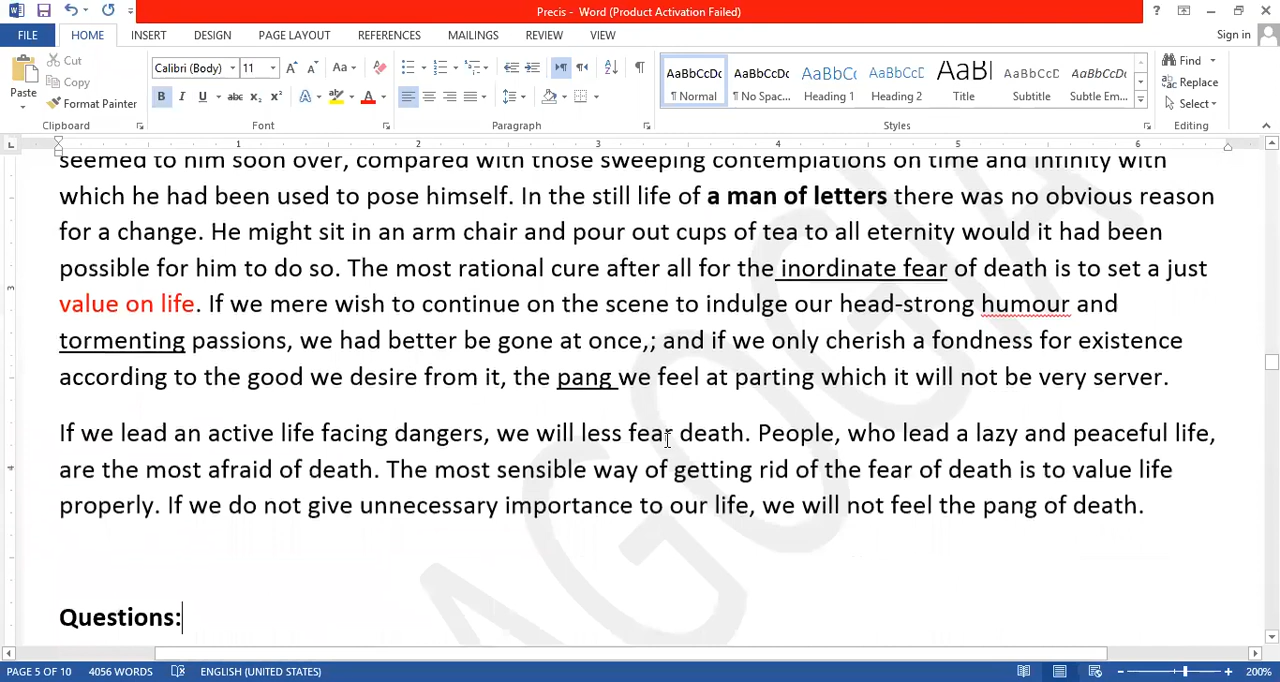 Precis - Word (Product Activation Failed)
Sign in
FILE HOME INSERT DESIGN PAGE LAYOUT REFERENCES MAILINGS REVIEW VIEW
Paste
Cut
Copy
Format Painter
Clipboard
Calibri (Body) 11
Font
Paragraph
AaBbCcDc AaBbCcDc AaBbC AaBbCcD AaBl AaBbCcD AaBbCcDc
¶ Normal ¶ No Spac... Heading 1 Heading 2 Title Subtitle Subtle Em...
Styles
Find
Replace
Select
Editing
1 2 3 4 5 6
seemed to him soon over, compared with those sweeping contemplations on time and infinity with
which he had been used to pose himself. In the still life of a man of letters there was no obvious reason
for a change. He might sit in an arm chair and pour out cups of tea to all eternity would it had been
possible for him to do so. The most rational cure after all for the inordinate fear of death is to set a just
value on life. If we mere wish to continue on the scene to indulge our head-strong humour and
tormenting passions, we had better be gone at once,; and if we only cherish a fondness for existence
according to the good we desire from it, the pang we feel at parting which it will not be very server.
If we lead an active life facing dangers, we will less fear death. People, who lead a lazy and peaceful life,
are the most afraid of death. The most sensible way of getting rid of the fear of death is to value life
properly. If we do not give unnecessary importance to our life, we will not feel the pang of death.
Questions:
PAGE 5 OF 10 4056 WORDS ENGLISH (UNITED STATES) 200%